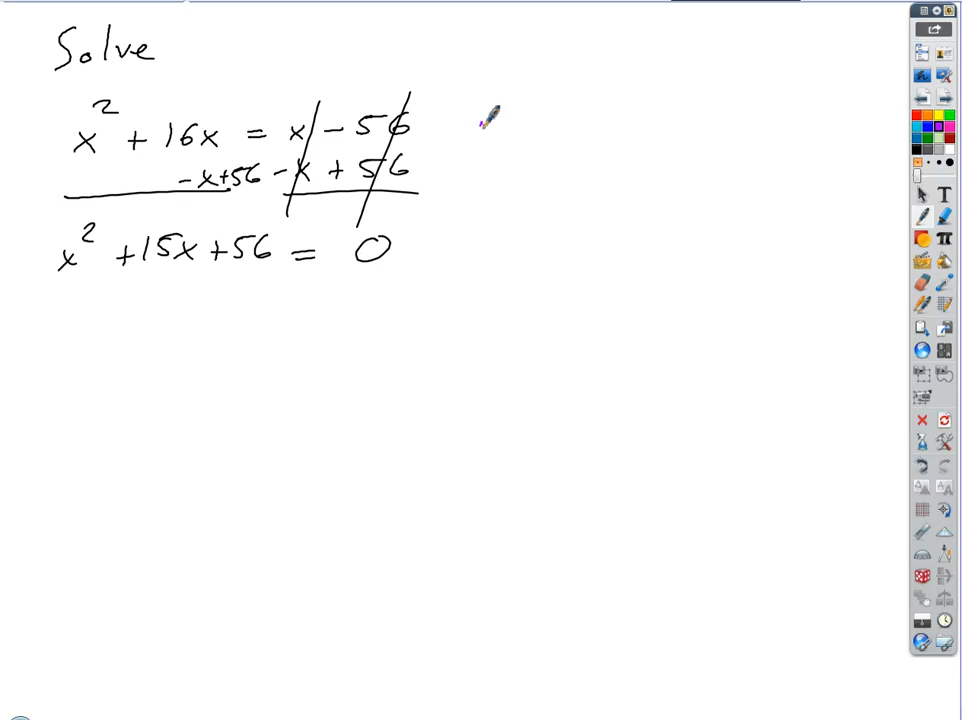 Solve
x² + 16x = x - 56
- x + 56 - x + 56
x² + 15x + 56 = 0